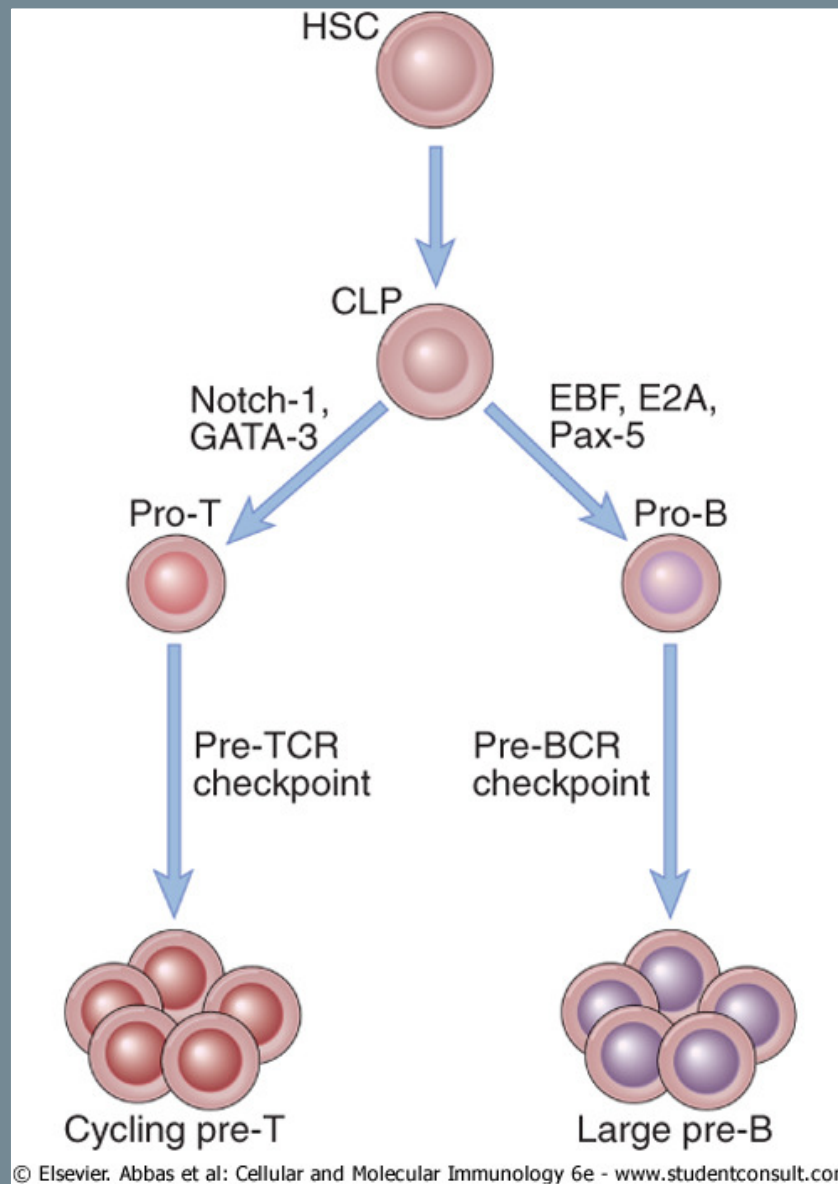 HSC
CLP
Notch-1,
GATA-3
EBF, E2A,
Pax-5
Pro-T
Pro-B
Pre-TCR
checkpoint
Pre-BCR
checkpoint
Cycling pre-T
Large pre-B
© Elsevier. Abbas et al: Cellular and Molecular Immunology 6e - www.studentconsult.com